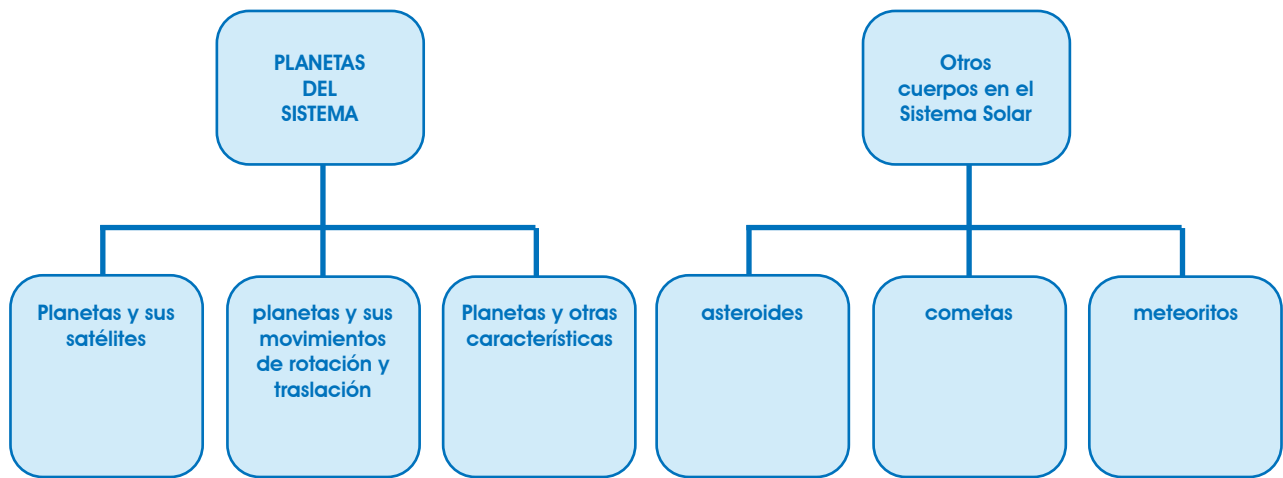 PLANETAS
DEL
SISTEMA
Otros
cuerpos en el
Sistema Solar
Planetas y sus
satélites
planetas y sus
movimientos
de rotación y
traslación
Planetas y otras
características
asteroides
cometas
meteoritos